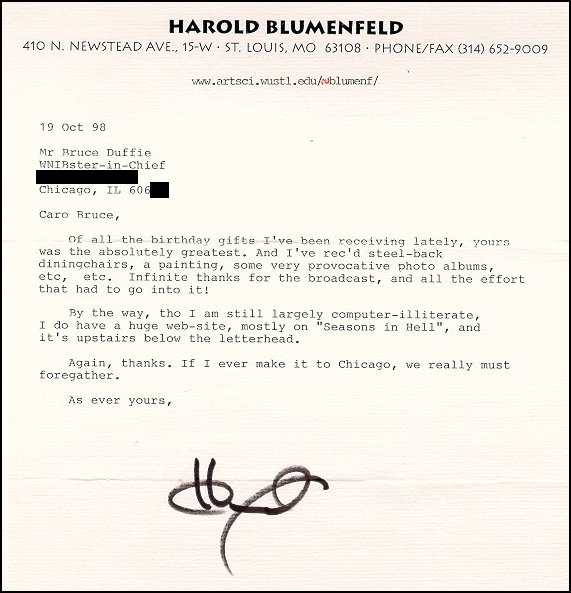 HAROLD BLUMENFELD
410 N. NEWSTEAD AVE., 15-W · ST. LOUIS, MO 63108 · PHONE/FAX (314) 652-9009
www.artsci.wustl.edu/~blumenf/
19 Oct 98
Mr Bruce Duffie
WNIBster-in-Chief
Chicago, IL 606
Caro Bruce,
Of all the birthday gifts I've been receiving lately, yours
was the absolutely greatest. And I've rec'd steel-back
diningchairs, a painting, some very provocative photo albums,
etc, etc. Infinite thanks for the broadcast, and all the effort
that had to go into it!
By the way, tho I am still largely computer-illiterate,
I do have a huge web-site, mostly on "Seasons in Hell", and
it's upstairs below the letterhead.
Again, thanks. If I ever make it to Chicago, we really must
foregather.
As ever yours,